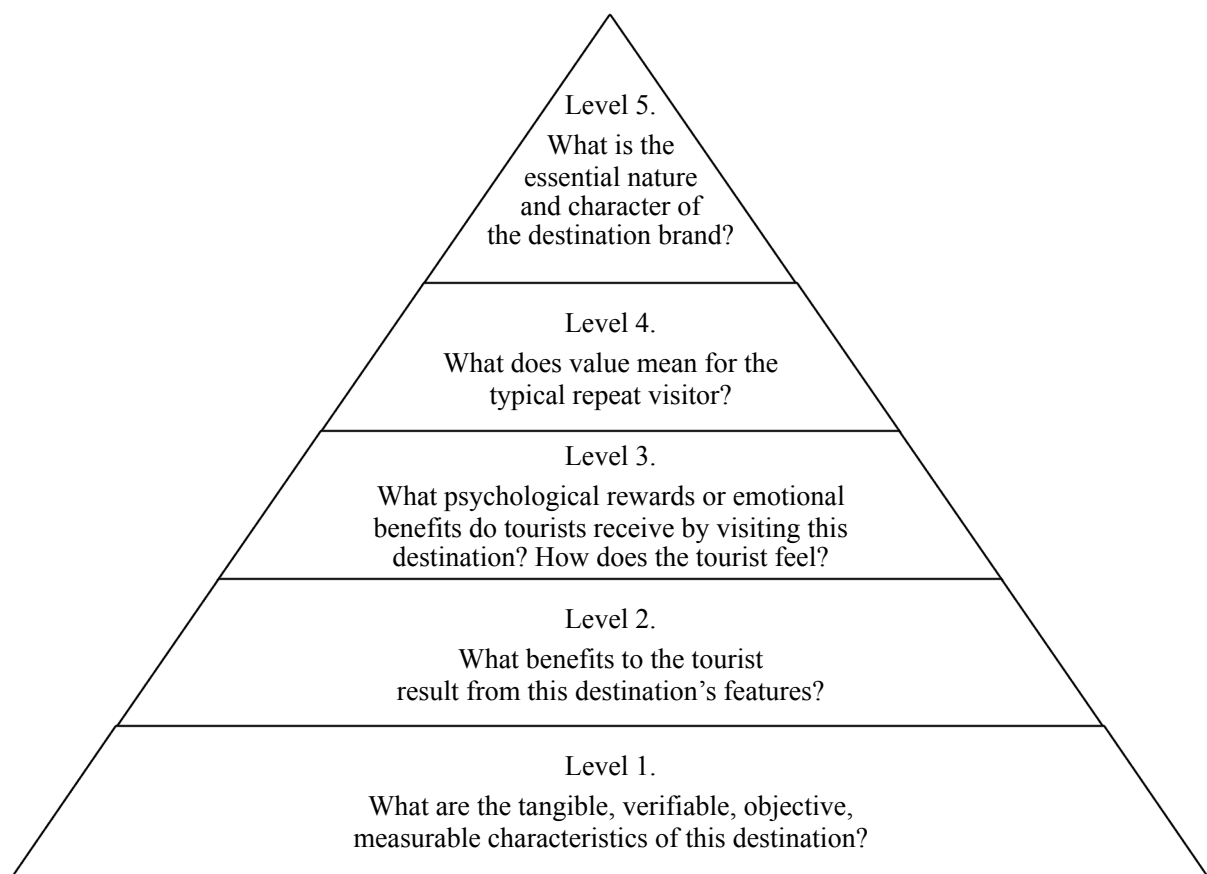 Level 5.
What is the
essential nature
and character of
the destination brand?
Level 4.
What does value mean for the
typical repeat visitor?
Level 3.
What psychological rewards or emotional
benefits do tourists receive by visiting this
destination? How does the tourist feel?
Level 2.
What benefits to the tourist
result from this destination’s features?
Level 1.
What are the tangible, verifiable, objective,
measurable characteristics of this destination?